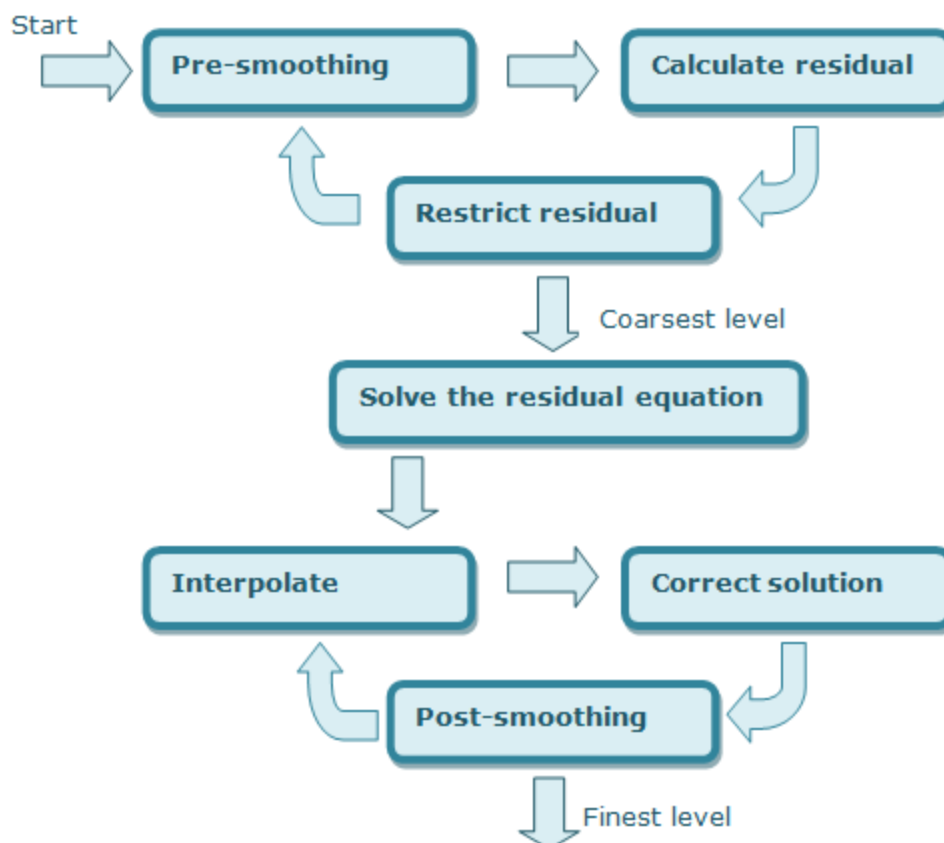 Start
Pre-smoothing
Calculate residual
Restrict residual
Coarsest level
Solve the residual equation
Interpolate
Correct solution
Post-smoothing
Finest level